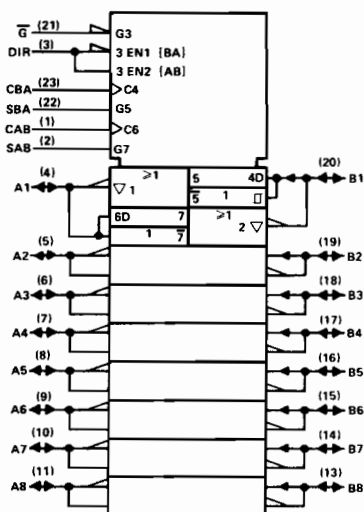 G̅ (21) G3
DIR (3) 3 EN1 [BA]
3 EN2 [AB]
CBA (23) C4
SBA (22) G5
CAB (1) C6
SAB (2) G7
A1 (4) ≥1 5 4D (20) B1
▽ 1 5̅ 1
6D 7 ≥1
1 7̅ 2 ▽
A2 (5) (19) B2
A3 (6) (18) B3
A4 (7) (17) B4
A5 (8) (16) B5
A6 (9) (15) B6
A7 (10) (14) B7
A8 (11) (13) B8